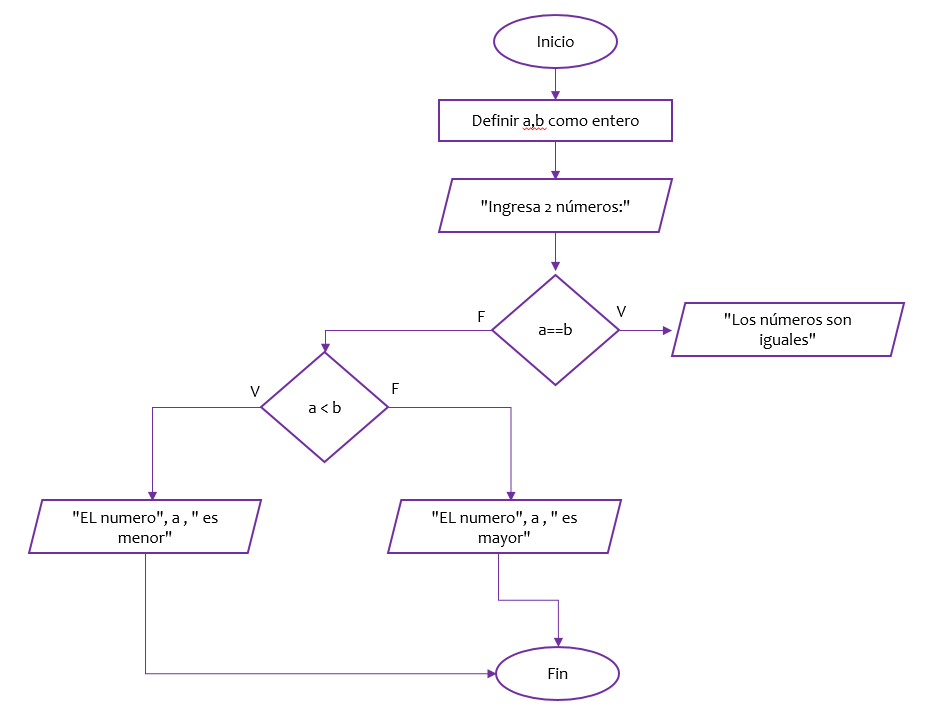 Inicio
Definir a,b como entero
"Ingresa 2 números:"
F
V
a==b
"Los números son
iguales"
V
F
a < b
"EL numero", a , " es
menor"
"EL numero", a , " es
mayor"
Fin